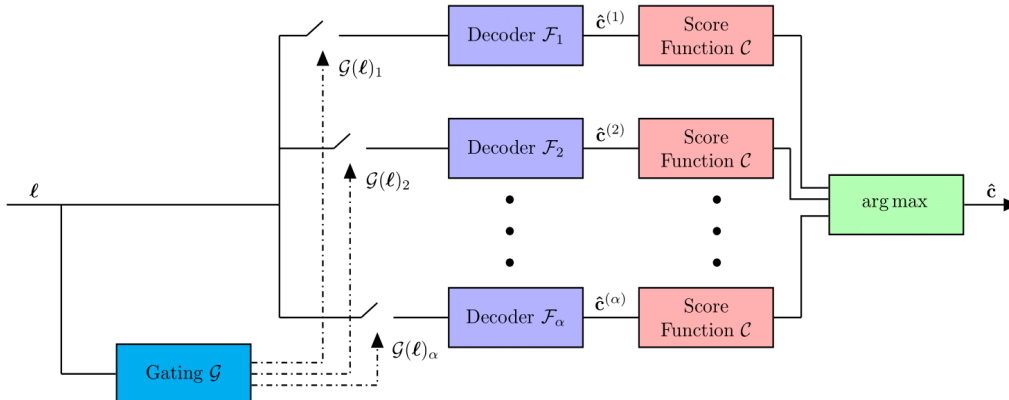 Decoder 𝓕₁
ĉ⁽¹⁾
Score
Function 𝓒
𝓖(ℓ)₁
Decoder 𝓕₂
ĉ⁽²⁾
Score
Function 𝓒
𝓖(ℓ)₂
ℓ
arg max
ĉ
Decoder 𝓕_α
ĉ⁽ᵅ⁾
Score
Function 𝓒
𝓖(ℓ)_α
Gating 𝓖